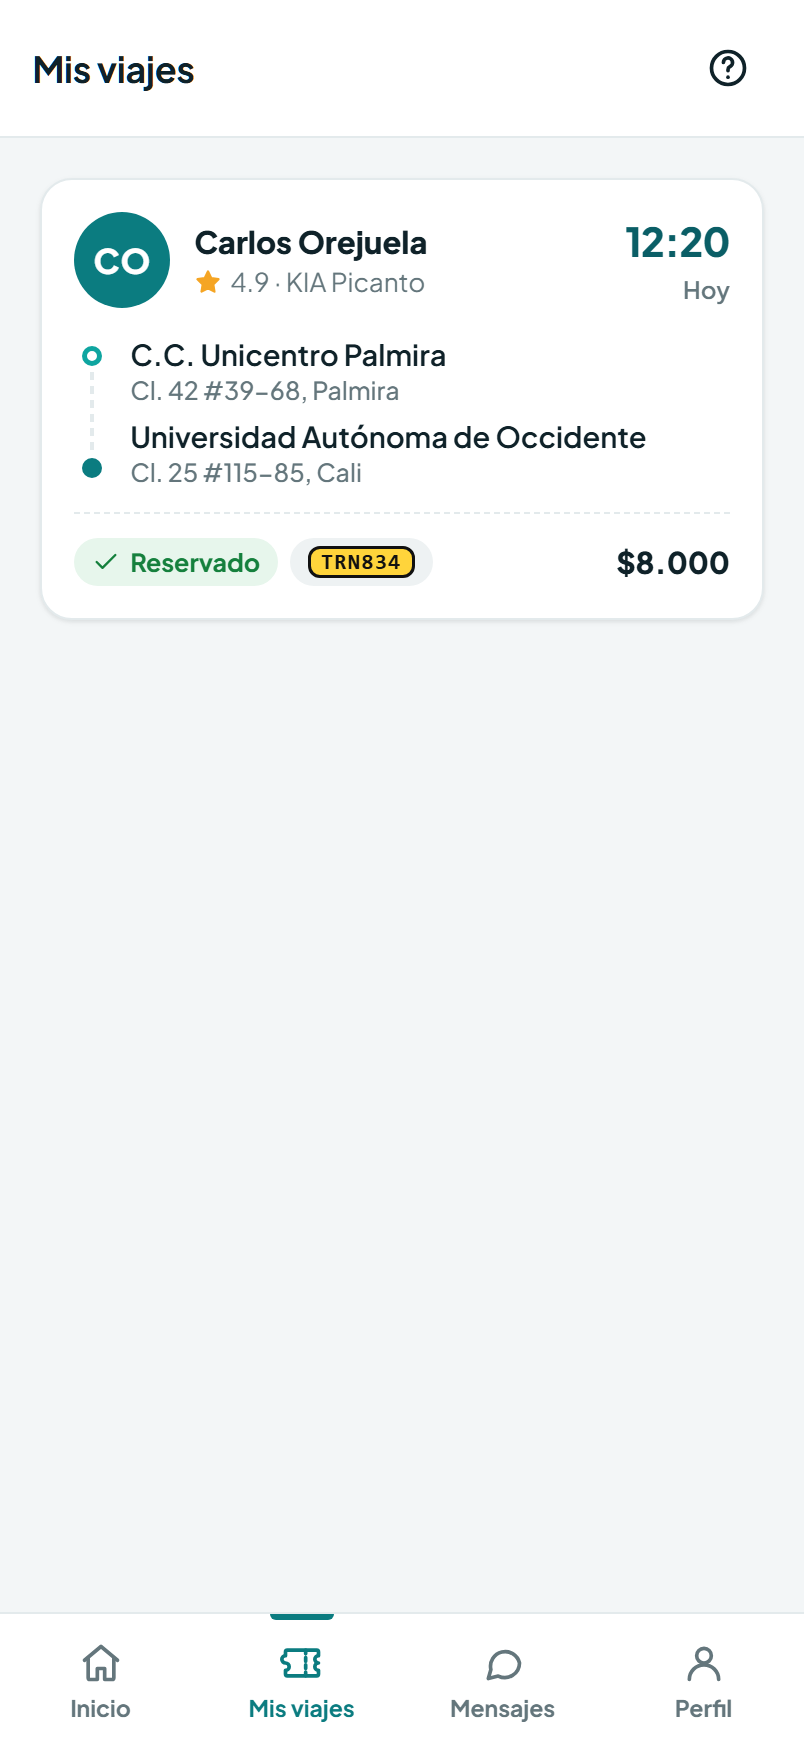 Mis viajes
CO
Carlos Orejuela
4.9 · KIA Picanto
12:20
Hoy
C.C. Unicentro Palmira
Cl. 42 #39–68, Palmira
Universidad Autónoma de Occidente
Cl. 25 #115–85, Cali
Reservado
TRN834
$8.000
Inicio
Mis viajes
Mensajes
Perfil